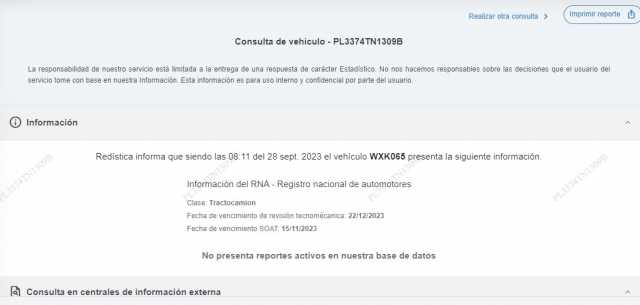 Realizar otra consulta >
Imprimir reporte
Consulta de vehículo - PL3374TN1309B
La responsabilidad de nuestro servicio está limitada a la entrega de una respuesta de carácter Estadístico. No nos hacemos responsables sobre las decisiones que el usuario del
servicio tome con base en nuestra Información. Esta información es para uso interno y confidencial por parte del usuario.
Información
Redística informa que siendo las 08:11 del 28 sept. 2023 el vehículo WXK065 presenta la siguiente información.
PL3374TN1309B
PL3374TN1309B
PL3374TN1309B
Información del RNA - Registro nacional de automotores
Clase: Tractocamion
Fecha de vencimiento de revisión tecnomécanica: 22/12/2023
Fecha de vencimiento SOAT: 15/11/2023
No presenta reportes activos en nuestra base de datos
Consulta en centrales de información externa